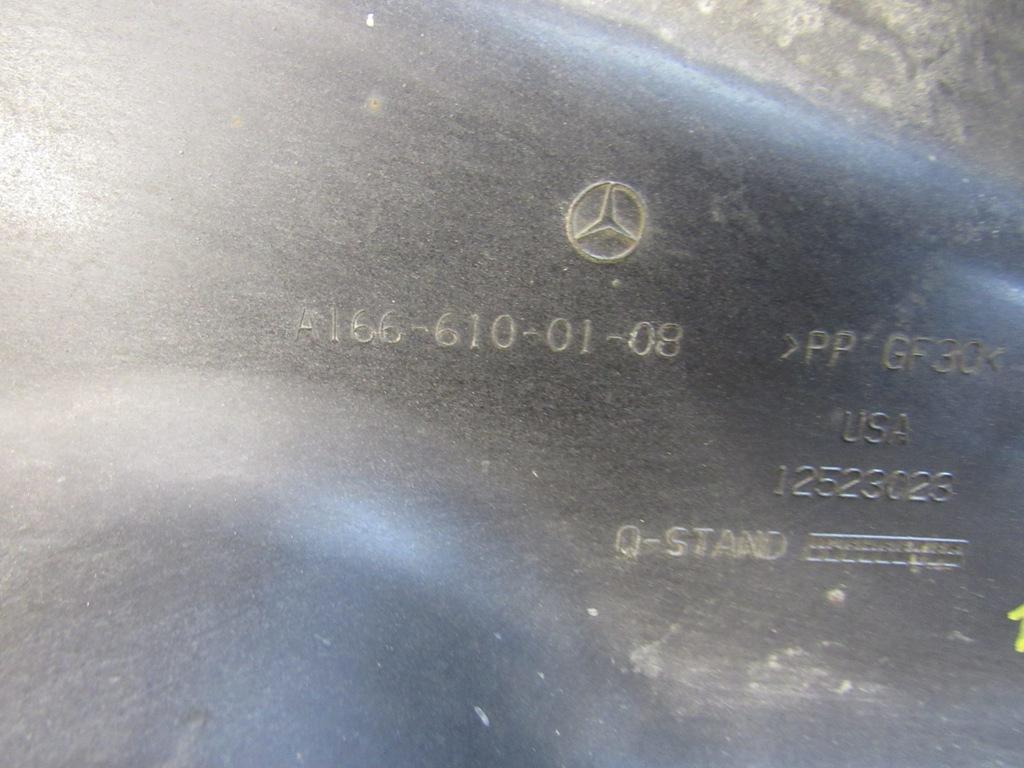 A166-610-01-08
>PP GF30<
USA
12523023
Q-STAND